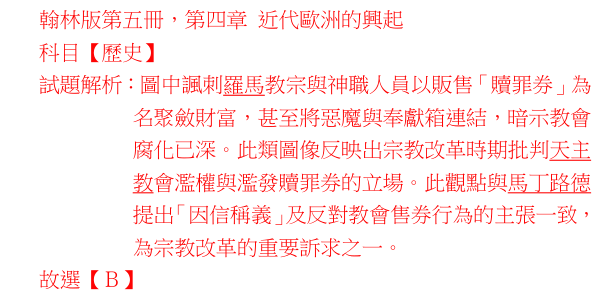 翰林版第五冊，第四章 近代歐洲的興起
科目【歷史】
試題解析：圖中諷刺羅馬教宗與神職人員以販售「贖罪券」為
名聚斂財富，甚至將惡魔與奉獻箱連結，暗示教會
腐化已深。此類圖像反映出宗教改革時期批判天主
教會濫權與濫發贖罪券的立場。此觀點與馬丁路德
提出「因信稱義」及反對教會售券行為的主張一致，
為宗教改革的重要訴求之一。
故選【Ｂ】